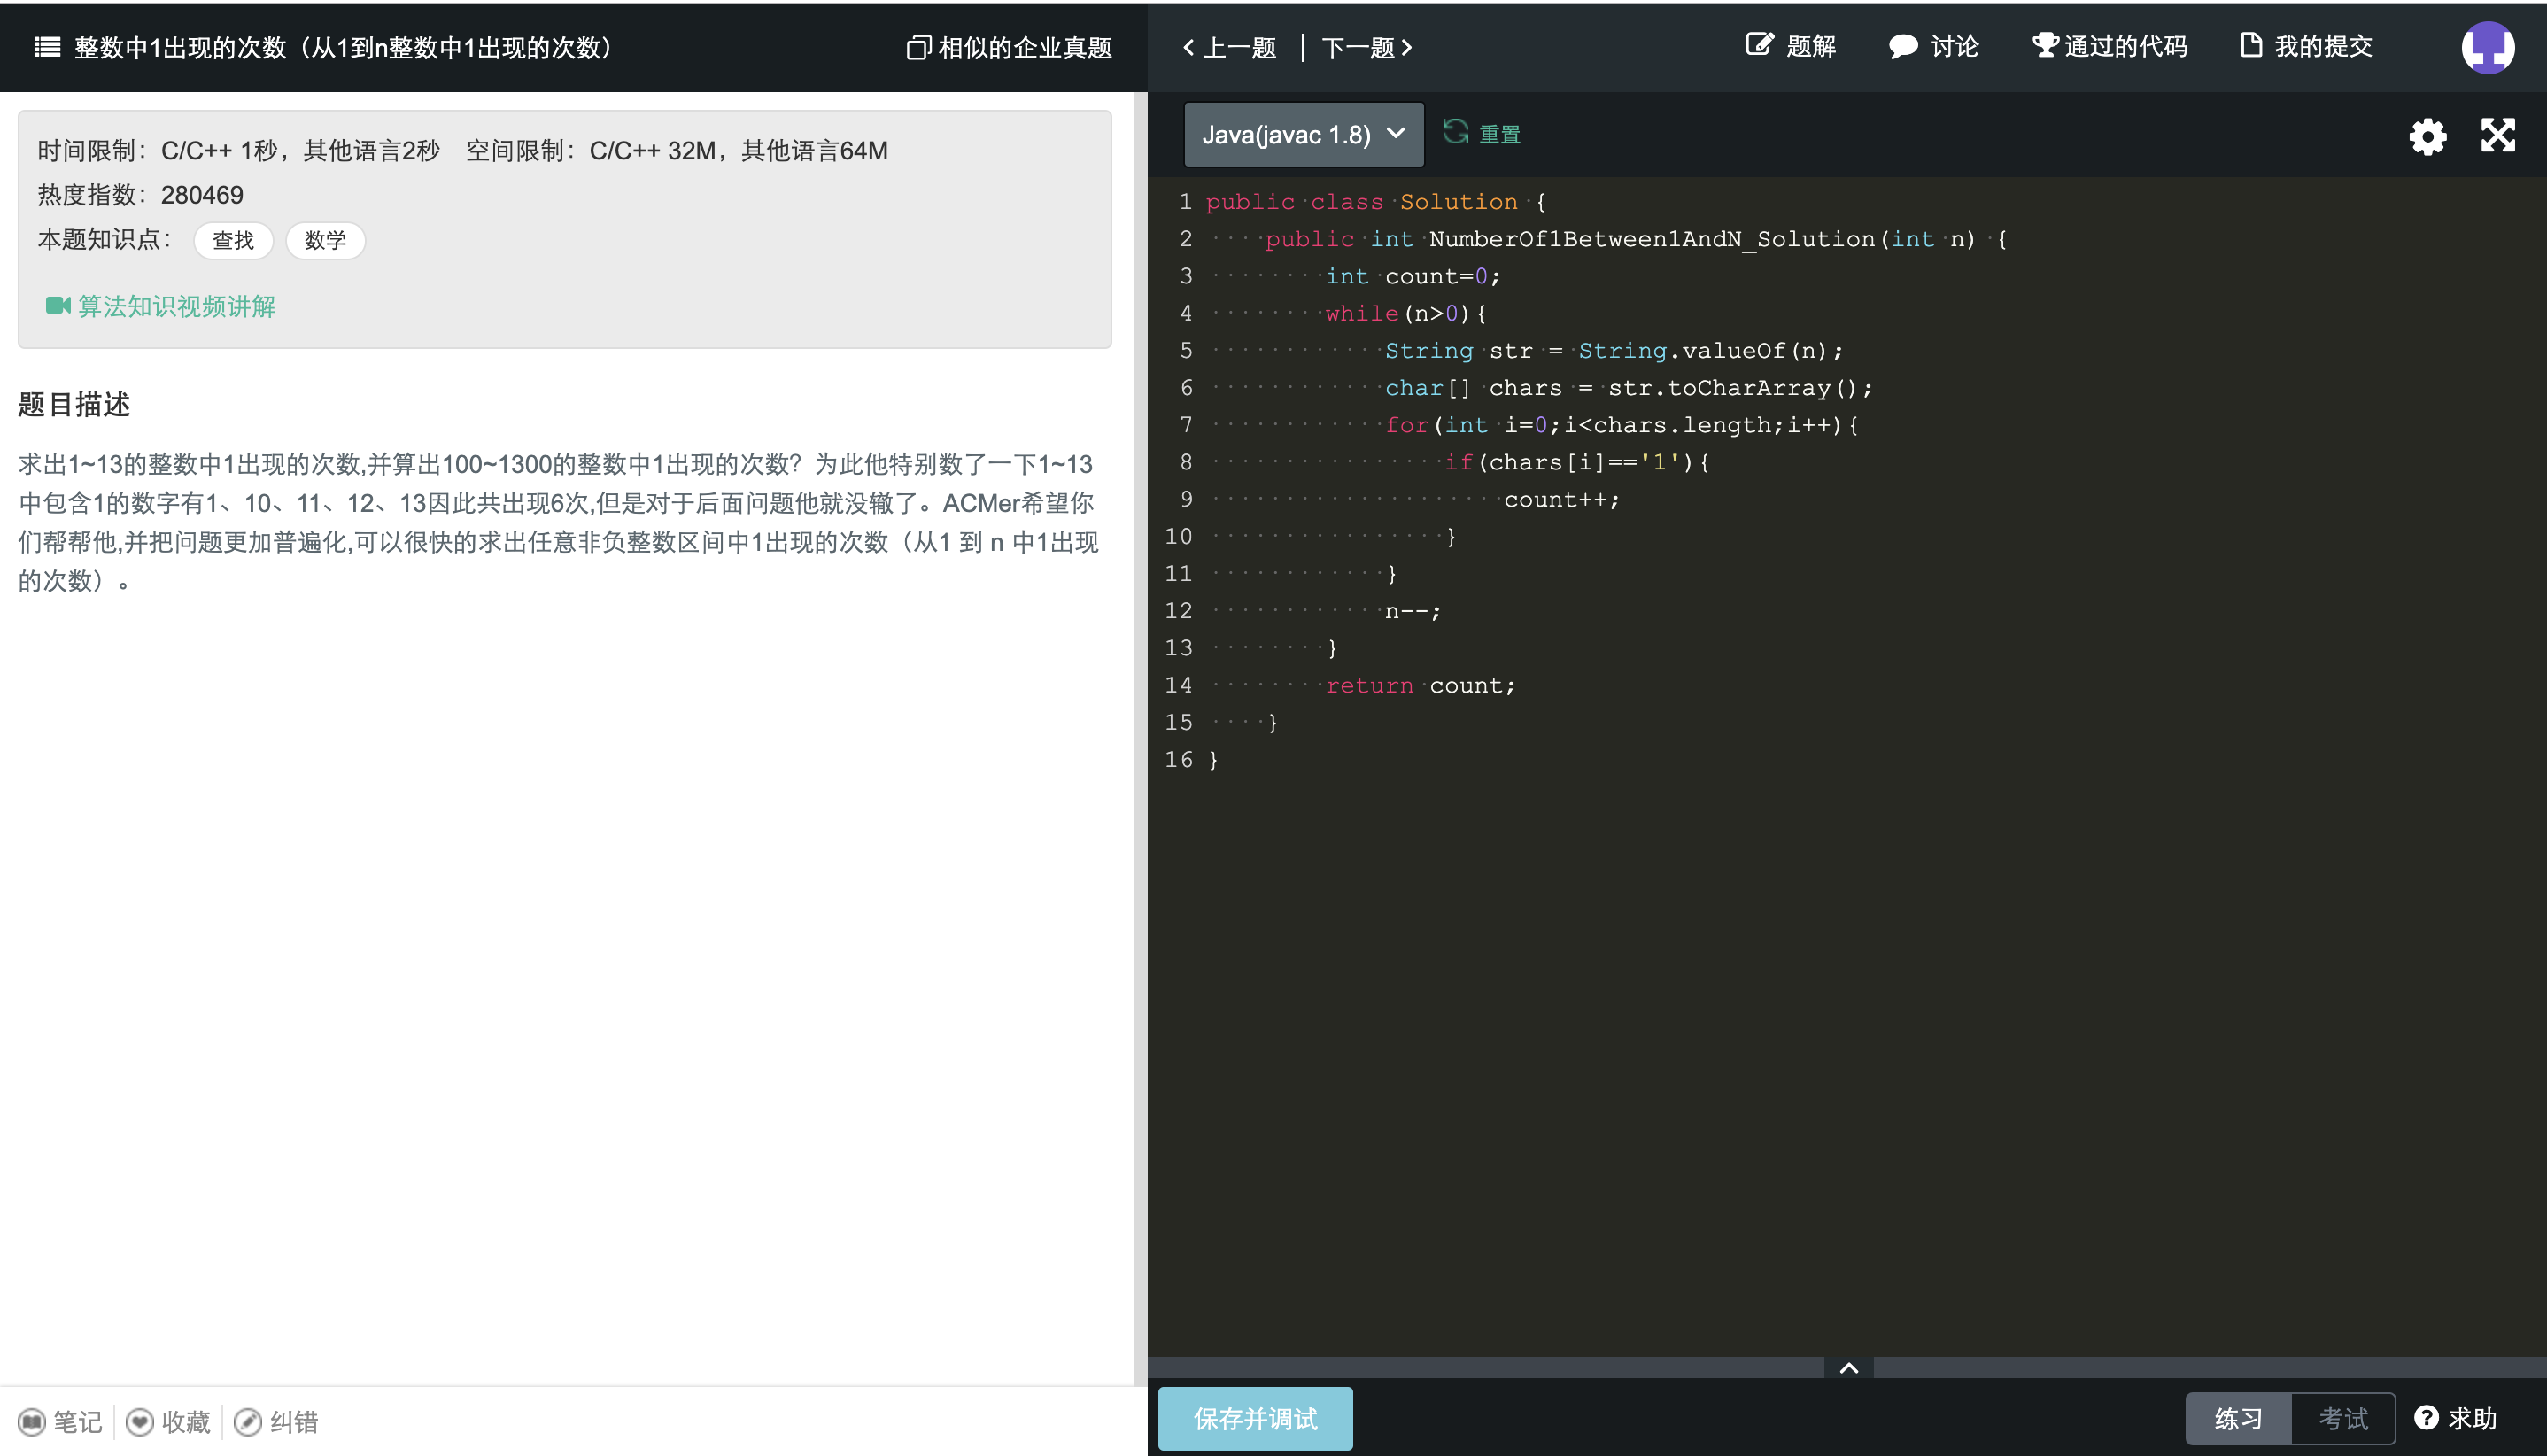 整数中1出现的次数（从1到n整数中1出现的次数）
相似的企业真题
上一题 | 下一题
题解
讨论
通过的代码
我的提交
时间限制：C/C++ 1秒，其他语言2秒 空间限制：C/C++ 32M，其他语言64M
热度指数：280469
本题知识点： 查找 数学
算法知识视频讲解
题目描述
求出1~13的整数中1出现的次数,并算出100~1300的整数中1出现的次数？为此他特别数了一下1~13
中包含1的数字有1、10、11、12、13因此共出现6次,但是对于后面问题他就没辙了。ACMer希望你
们帮帮他,并把问题更加普遍化,可以很快的求出任意非负整数区间中1出现的次数（从1 到 n 中1出现
的次数）。
笔记
收藏
纠错
Java(javac 1.8)
重置
1 public class Solution {
2     public int NumberOf1Between1AndN_Solution(int n) {
3         int count=0;
4         while(n>0){
5             String str = String.valueOf(n);
6             char[] chars = str.toCharArray();
7             for(int i=0;i<chars.length;i++){
8                 if(chars[i]=='1'){
9                     count++;
10                 }
11             }
12             n--;
13         }
14         return count;
15     }
16 }
保存并调试
练习
考试
求助